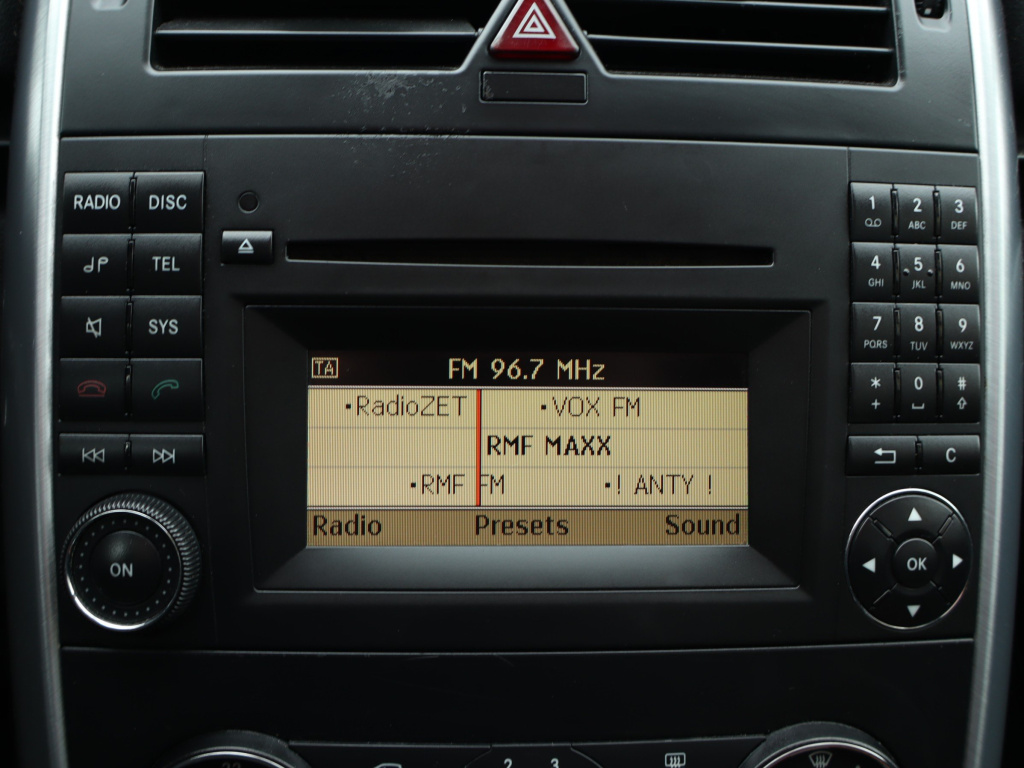 RADIO DISC
TEL
SYS
ON
TA FM 96.7 MHz
•RadioZET •VOX FM
RMF MAXX
•RMF FM •! ANTY !
Radio Presets Sound
1 2 ABC 3 DEF
4 GHI 5 JKL 6 MNO
7 PQRS 8 TUV 9 WXYZ
* + 0 #
C
OK
2 3